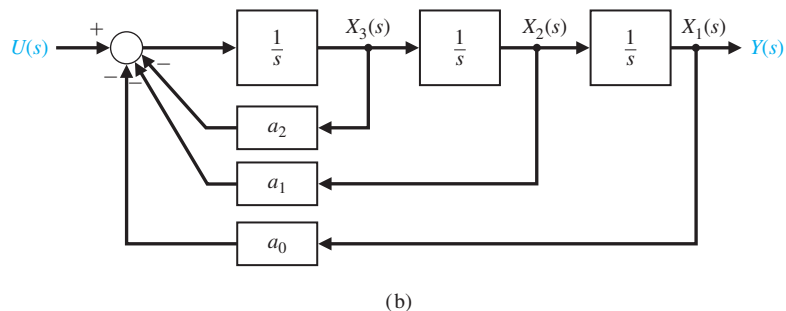 X₃(s) X₂(s) X₁(s)
U(s) + 1/s 1/s 1/s Y(s)
− − −
a₂
a₁
a₀
(b)